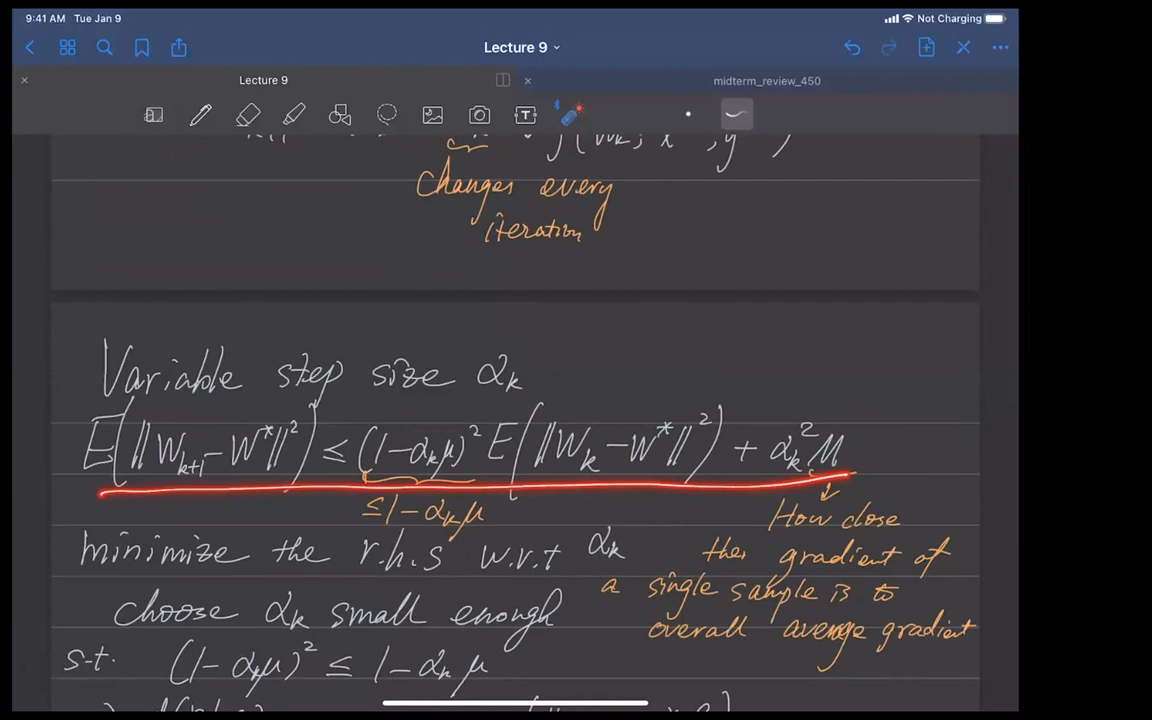 9:41 AM Tue Jan 9
Not Charging
Lecture 9
Lecture 9
midterm_review_450
T
changes every
iteration
Variable step size αₖ
E(‖Wₖ₊₁ − W*‖²) ≤ (1−αₖμ)² E(‖Wₖ − W*‖²) + αₖ² M
≤ 1 − αₖμ
How close
minimize the r.h.s w.r.t αₖ
the gradient of
a single sample is to
choose αₖ small enough
overall average gradient
s.t. (1− αₖμ)² ≤ 1− αₖ μ